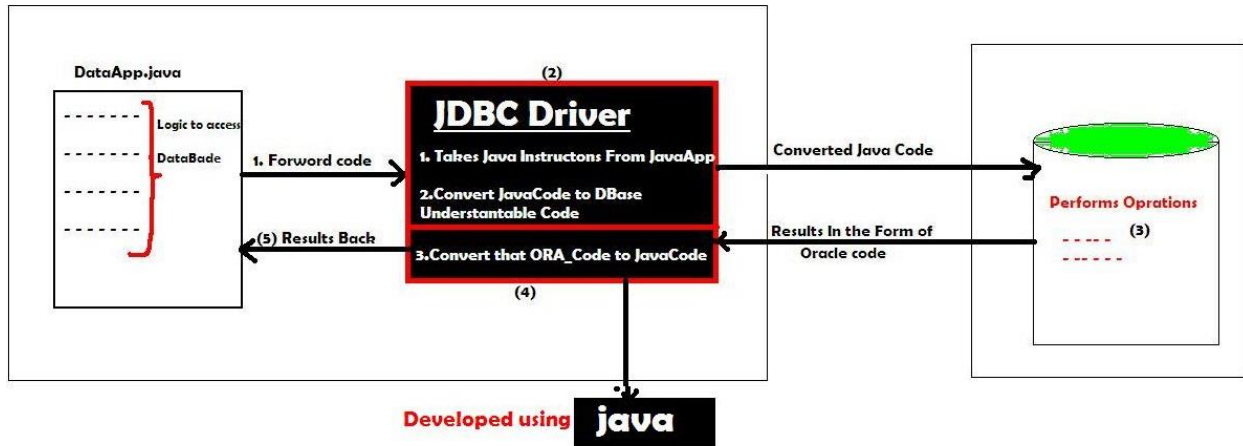 DataApp.java
Logic to access
DataBade
1. Forword code
(5) Results Back
(2)
JDBC Driver
1. Takes Java Instructons From JavaApp
2.Convert JavaCode to DBase
Understantable Code
3.Convert that ORA_Code to JavaCode
(4)
Converted Java Code
Results In the Form of
Oracle code
Performs Oprations
(3)
Developed using java